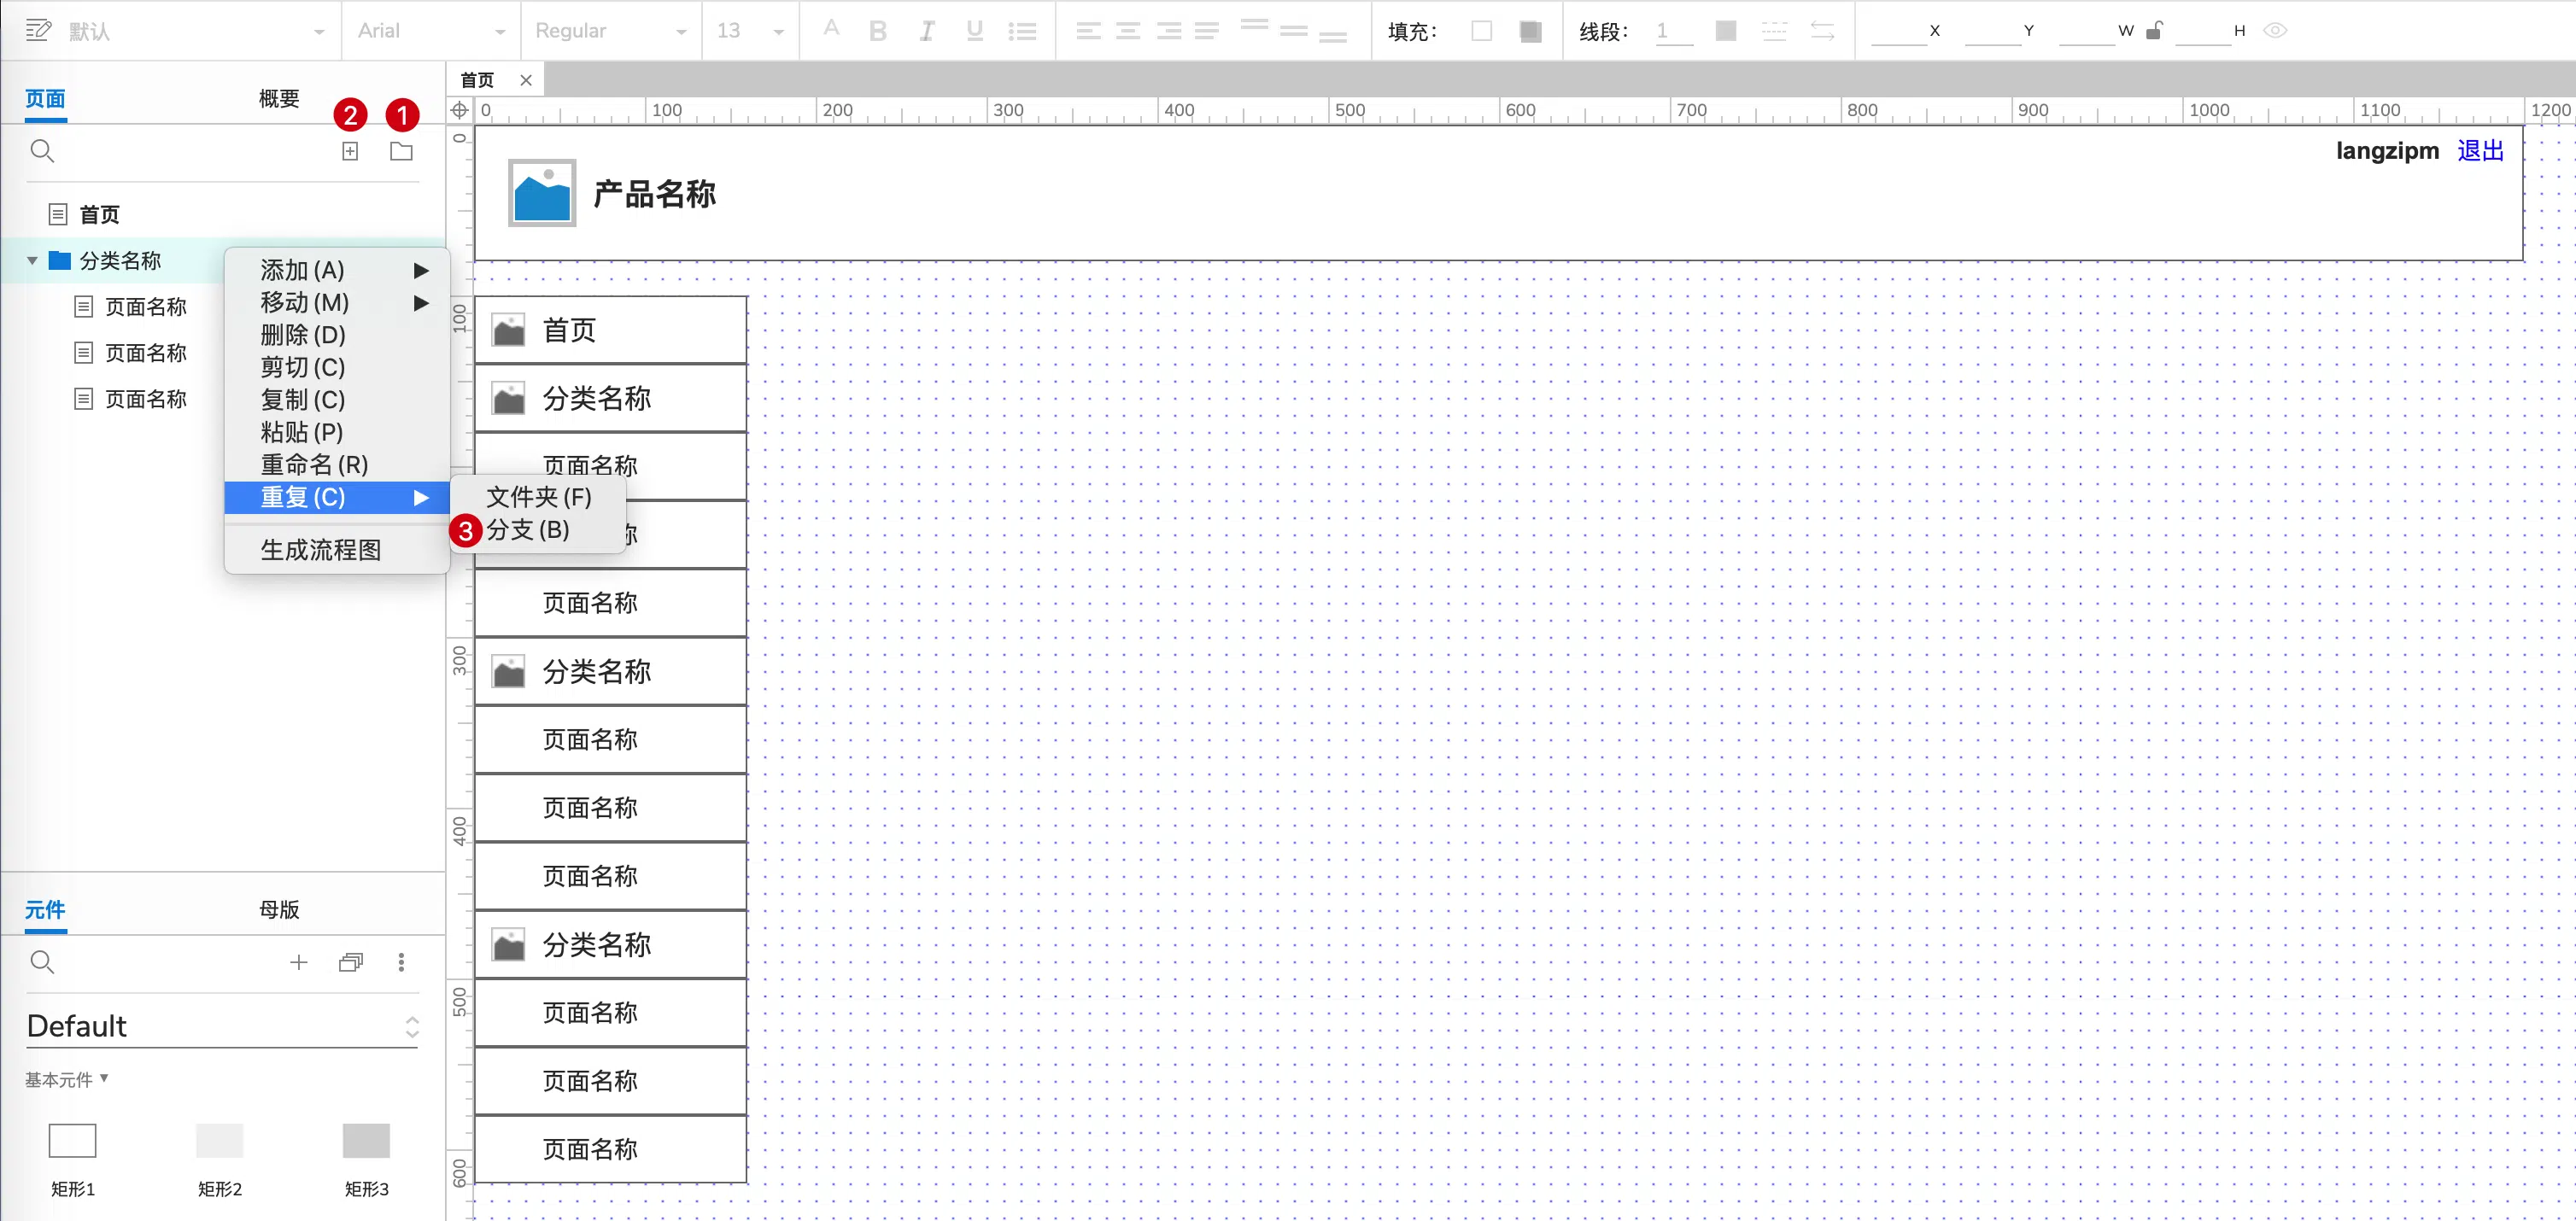 默认 Arial Regular 13 A B I U 填充： 线段： 1 X Y W H
页面 概要
2 1
首页
分类名称
页面名称
页面名称
页面名称
添加(A)
移动(M)
删除(D)
剪切(C)
复制(C)
粘贴(P)
重命名(R)
重复(C)
生成流程图
文件夹(F)
3 分支(B)
元件 母版
Default
基本元件
矩形1 矩形2 矩形3
首页
0 100 200 300 400 500 600 700 800 900 1000 1100 1200
0
100
300
400
500
600
产品名称
langzipm 退出
首页
分类名称
页面名称
称
页面名称
分类名称
页面名称
页面名称
页面名称
分类名称
页面名称
页面名称
页面名称